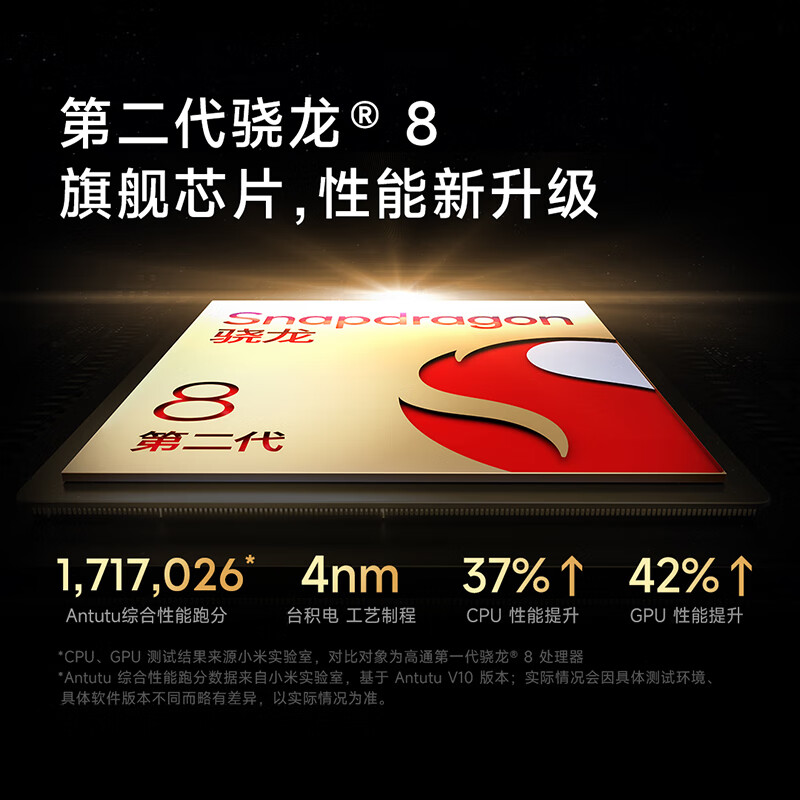 第二代骁龙® 8
旗舰芯片,性能新升级
Snapdragon
骁龙
8
第二代
1,717,026*
Antutu综合性能跑分
4nm
台积电 工艺制程
37%↑
CPU 性能提升
42%↑
GPU 性能提升
*CPU、GPU 测试结果来源小米实验室，对比对象为高通第一代骁龙® 8 处理器
*Antutu 综合性能跑分数据来自小米实验室，基于 Antutu V10 版本；实际情况会因具体测试环境、
具体软件版本不同而略有差异，以实际情况为准。